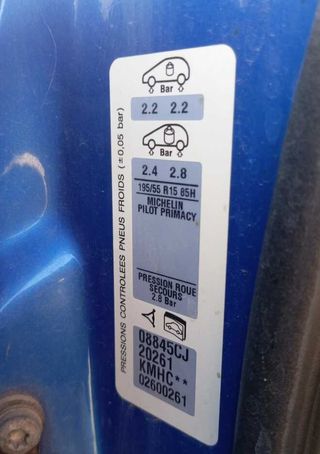 PRESSIONS CONTROLEES PNEUS FROIDS (±0,05 bar)
Bar
2.2 2.2
Bar
2.4 2.8
195/55 R15 85H
MICHELIN
PILOT PRIMACY
PRESSION ROUE
SECOURS
2.8 Bar
08845CJ
20261
KMHC**
02600261